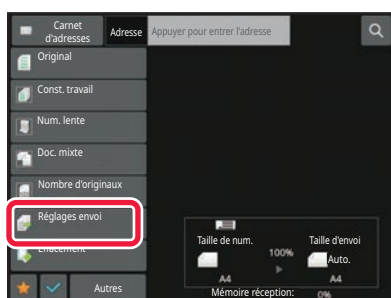 Carnet
d'adresses
Adresse
Appuyer pour entrer l'adresse
Original
Const. travail
Num. lente
Doc. mixte
Nombre d'originaux
Réglages envoi
Effacement
Autres
Taille de num.
100%
Taille d'envoi
Auto.
A4
A4
Mémoire réception:
0%